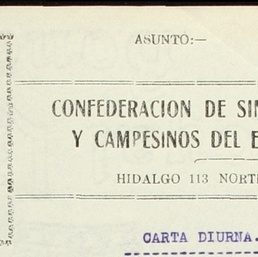 ASUNTO:—
CONFEDERACION DE SIN
Y CAMPESINOS DEL E
HIDALGO 113 NORTE
CARTA DIURNA.